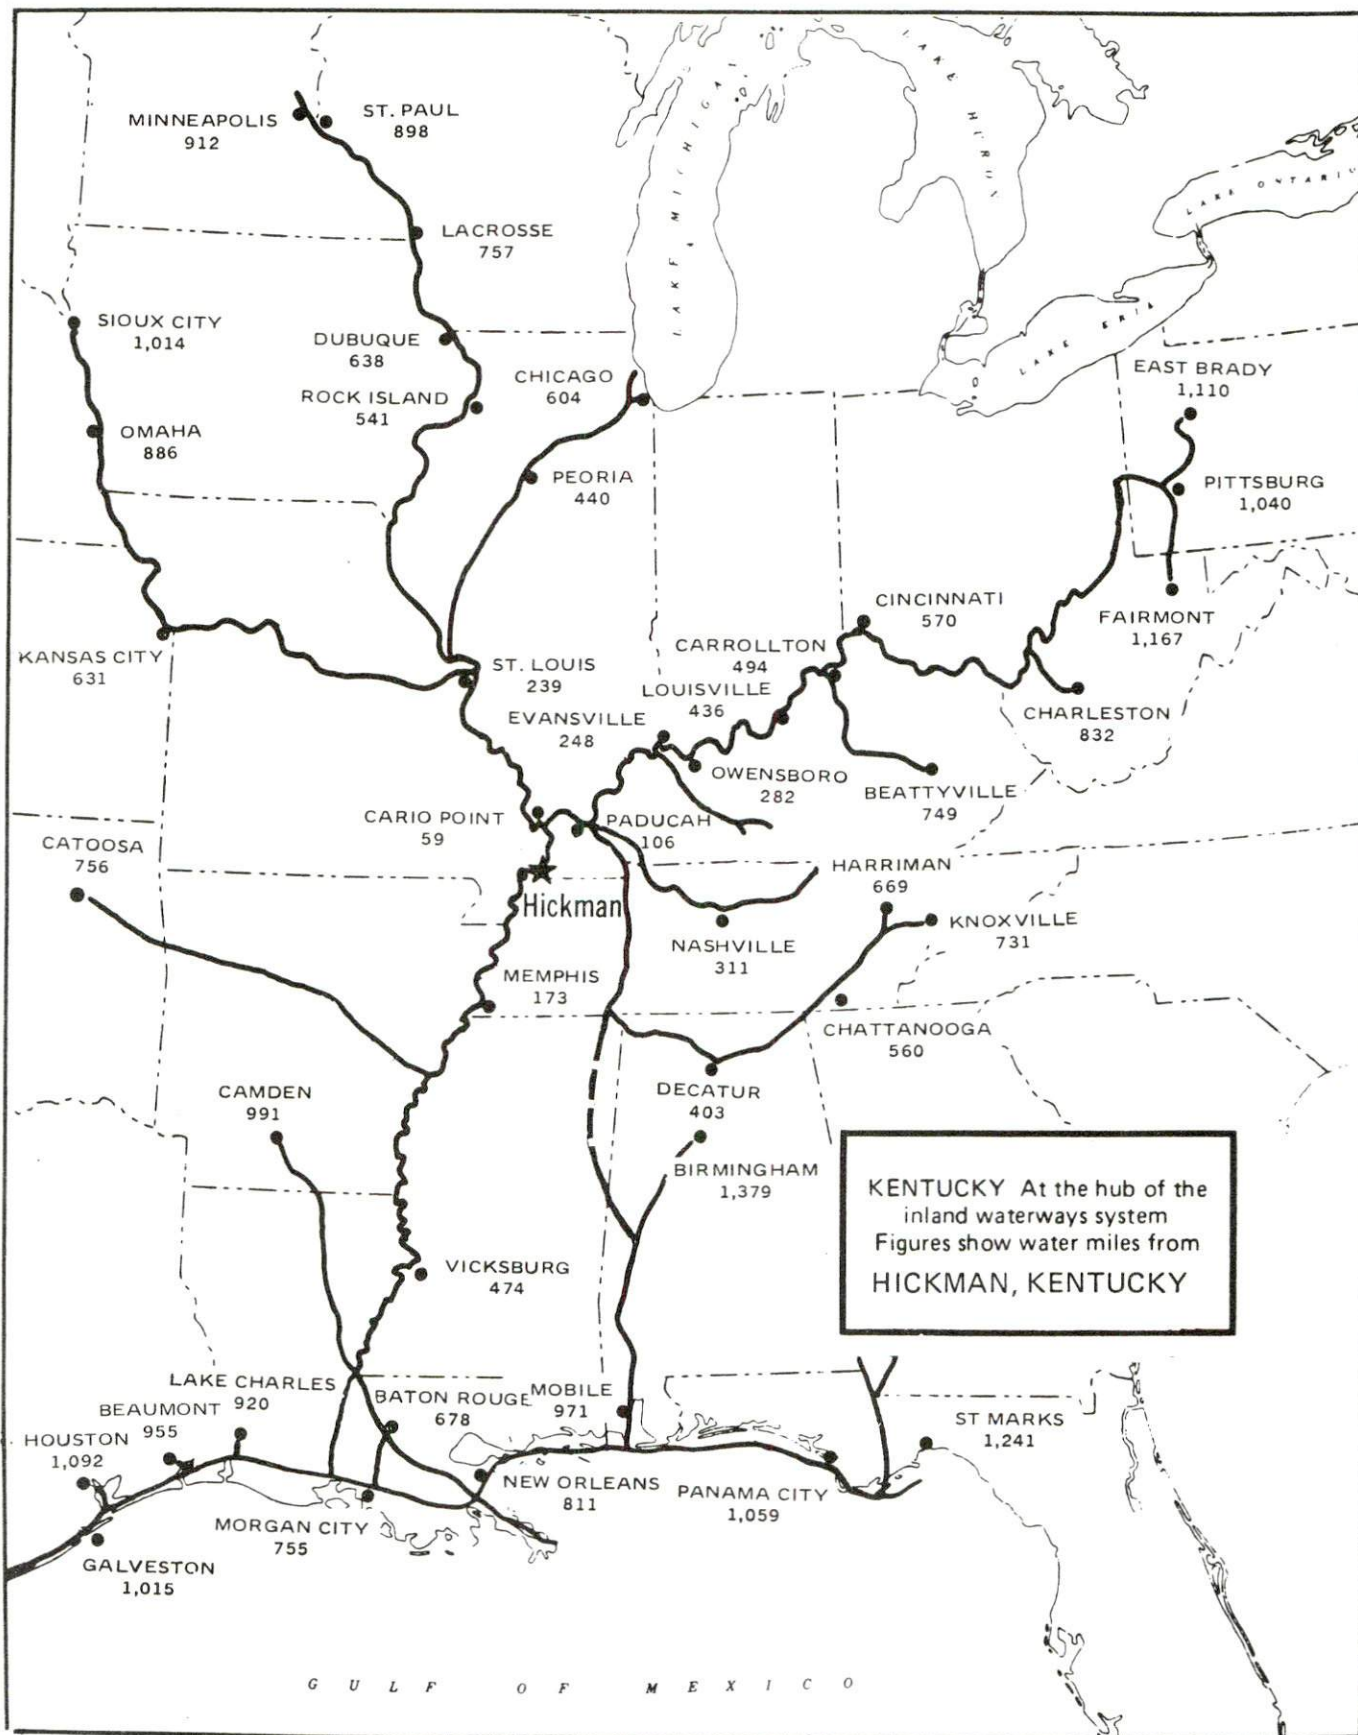 LAKE MICHIGAN
LAKE HURON
LAKE ONTARIO
LAKE ERIA
MINNEAPOLIS
912
ST. PAUL
898
LACROSSE
757
SIOUX CITY
1,014
DUBUQUE
638
ROCK ISLAND
541
CHICAGO
604
EAST BRADY
1,110
OMAHA
886
PEORIA
440
PITTSBURG
1,040
CINCINNATI
570
FAIRMONT
1,167
KANSAS CITY
631
ST. LOUIS
239
CARROLLTON
494
LOUISVILLE
436
EVANSVILLE
248
CHARLESTON
832
OWENSBORO
282
BEATTYVILLE
749
CARIO POINT
59
PADUCAH
106
CATOOSA
756
HARRIMAN
669
Hickman
KNOXVILLE
731
NASHVILLE
311
MEMPHIS
173
CHATTANOOGA
560
CAMDEN
991
DECATUR
403
BIRMINGHAM
1,379
KENTUCKY At the hub of the
inland waterways system
Figures show water miles from
HICKMAN, KENTUCKY
VICKSBURG
474
LAKE CHARLES
920
BATON ROUGE
678
MOBILE
971
BEAUMONT
955
HOUSTON
1,092
ST MARKS
1,241
NEW ORLEANS
811
PANAMA CITY
1,059
MORGAN CITY
755
GALVESTON
1,015
GULF OF MEXICO